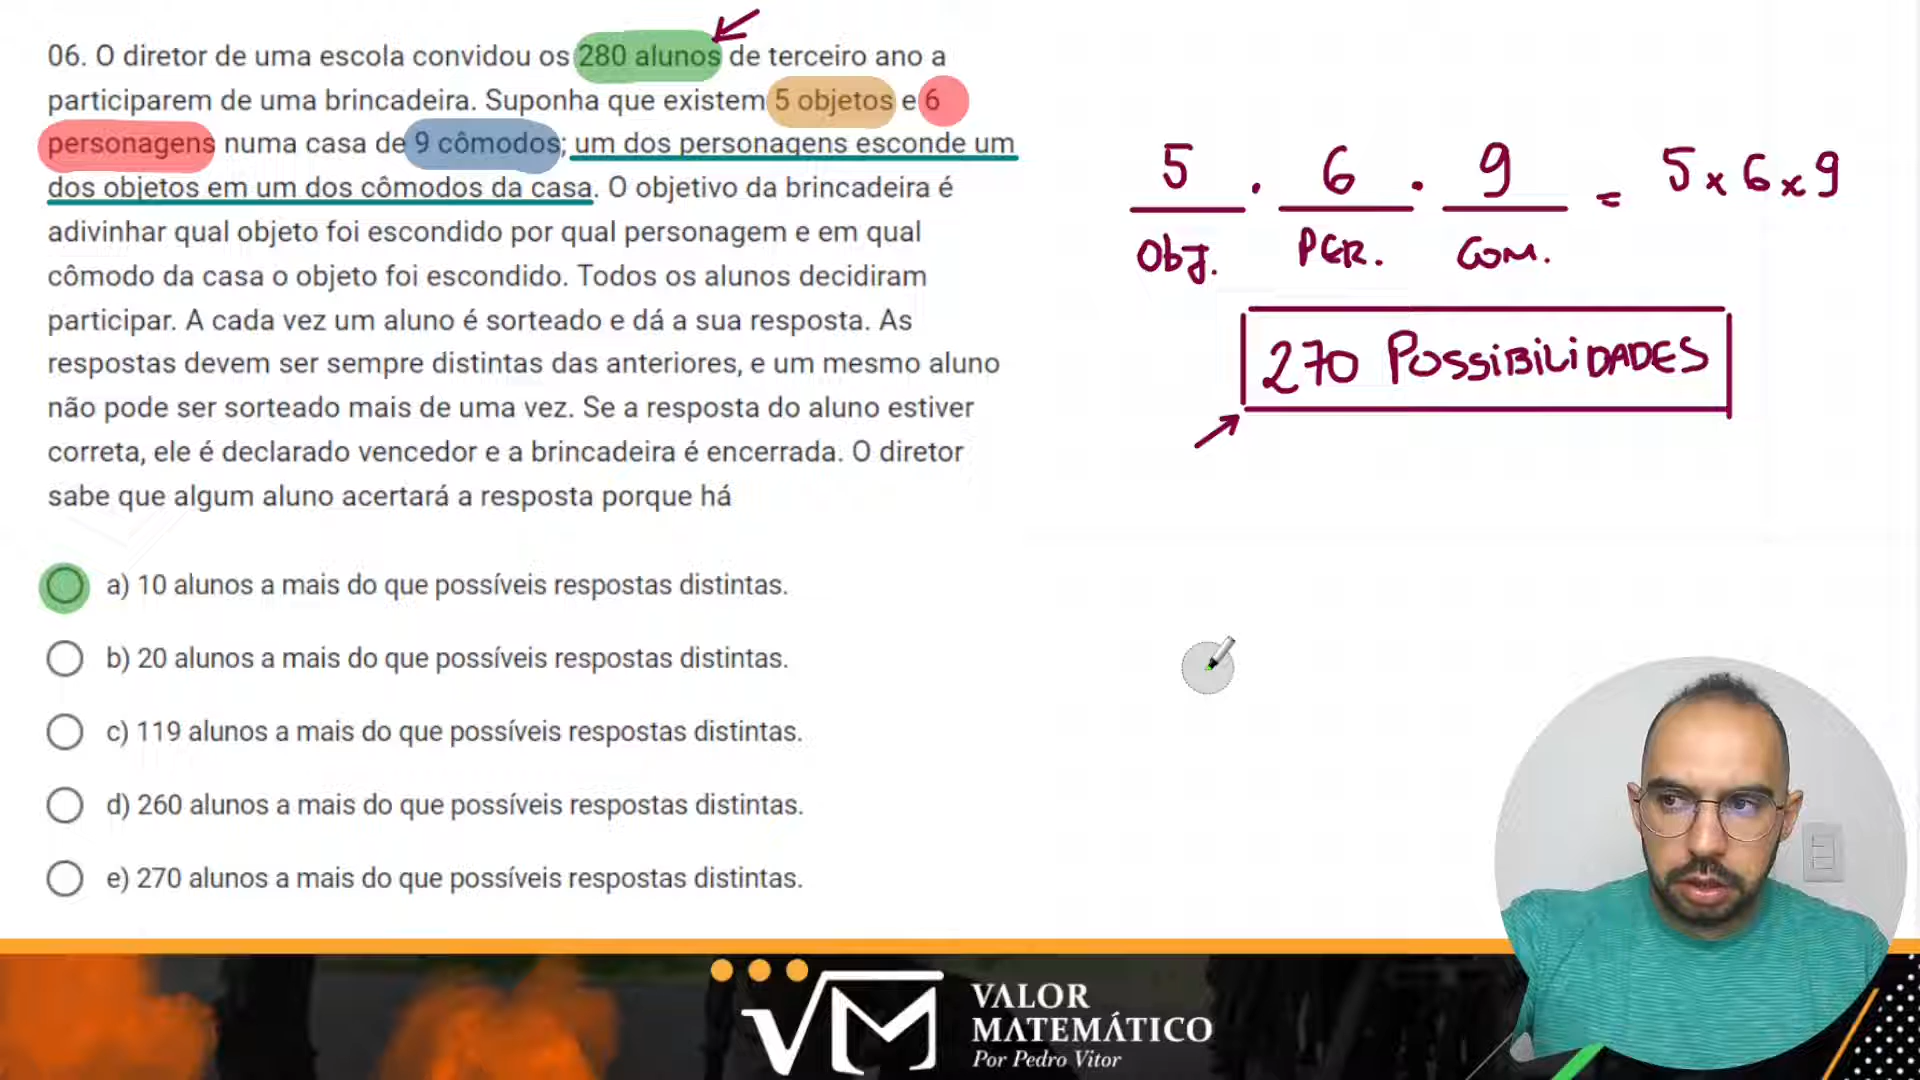 06. O diretor de uma escola convidou os 280 alunos de terceiro ano a
participarem de uma brincadeira. Suponha que existem 5 objetos e 6
personagens numa casa de 9 cômodos; um dos personagens esconde um
dos objetos em um dos cômodos da casa. O objetivo da brincadeira é
adivinhar qual objeto foi escondido por qual personagem e em qual
cômodo da casa o objeto foi escondido. Todos os alunos decidiram
participar. A cada vez um aluno é sorteado e dá a sua resposta. As
respostas devem ser sempre distintas das anteriores, e um mesmo aluno
não pode ser sorteado mais de uma vez. Se a resposta do aluno estiver
correta, ele é declarado vencedor e a brincadeira é encerrada. O diretor
sabe que algum aluno acertará a resposta porque há
a) 10 alunos a mais do que possíveis respostas distintas.
b) 20 alunos a mais do que possíveis respostas distintas.
c) 119 alunos a mais do que possíveis respostas distintas.
d) 260 alunos a mais do que possíveis respostas distintas.
e) 270 alunos a mais do que possíveis respostas distintas.
5 . 6 . 9 = 5 x 6 x 9
Obj. PER. Com.
270 POSSIBILIDADES
VM
VALOR
MATEMÁTICO
Por Pedro Vitor